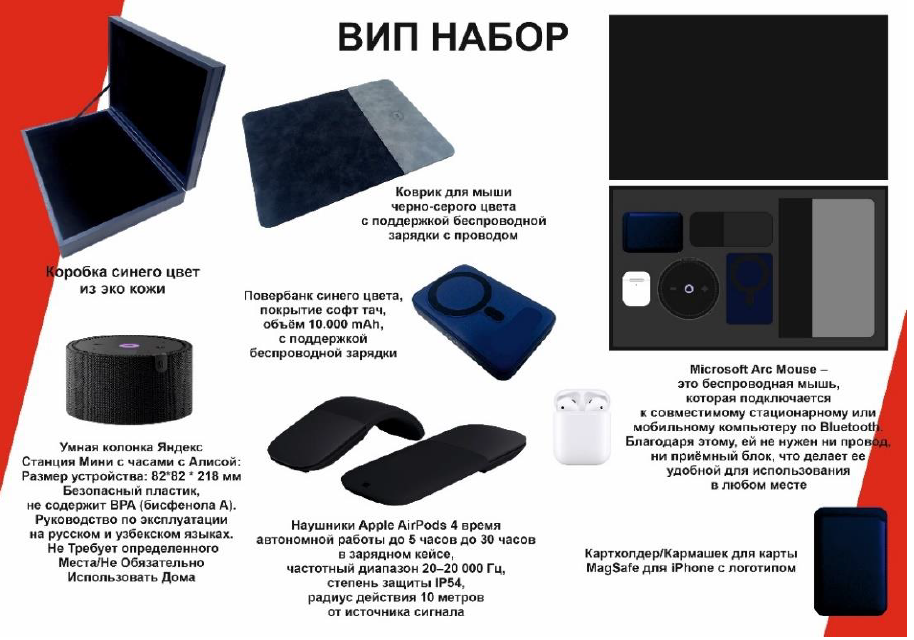 ВИП НАБОР
Коврик для мыши
черно-серого цвета
с поддержкой беспроводной
зарядки с проводом
Коробка синего цвет
из эко кожи
Повербанк синего цвета,
покрытие софт тач,
объём 10.000 mAh,
с поддержкой
беспроводной зарядки
Microsoft Arc Mouse –
это беспроводная мышь,
которая подключается
к совместимому стационарному или
мобильному компьютеру по Bluetooth.
Благодаря этому, ей не нужен ни провод,
ни приёмный блок, что делает ее
удобной для использования
в любом месте
Умная колонка Яндекс
Станция Мини с часами с Алисой:
Размер устройства: 82*82 * 218 мм
Безопасный пластик,
не содержит BPA (бисфенола А).
Руководство по эксплуатации
на русском и узбекском языках.
Не Требует определенного
Места/Не Обязательно
Использовать Дома
Наушники Apple AirPods 4 время
автономной работы до 5 часов до 30 часов
в зарядном кейсе,
частотный диапазон 20–20 000 Гц,
степень защиты IP54,
радиус действия 10 метров
от источника сигнала
Картхолдер/Кармашек для карты
MagSafe для iPhone с логотипом